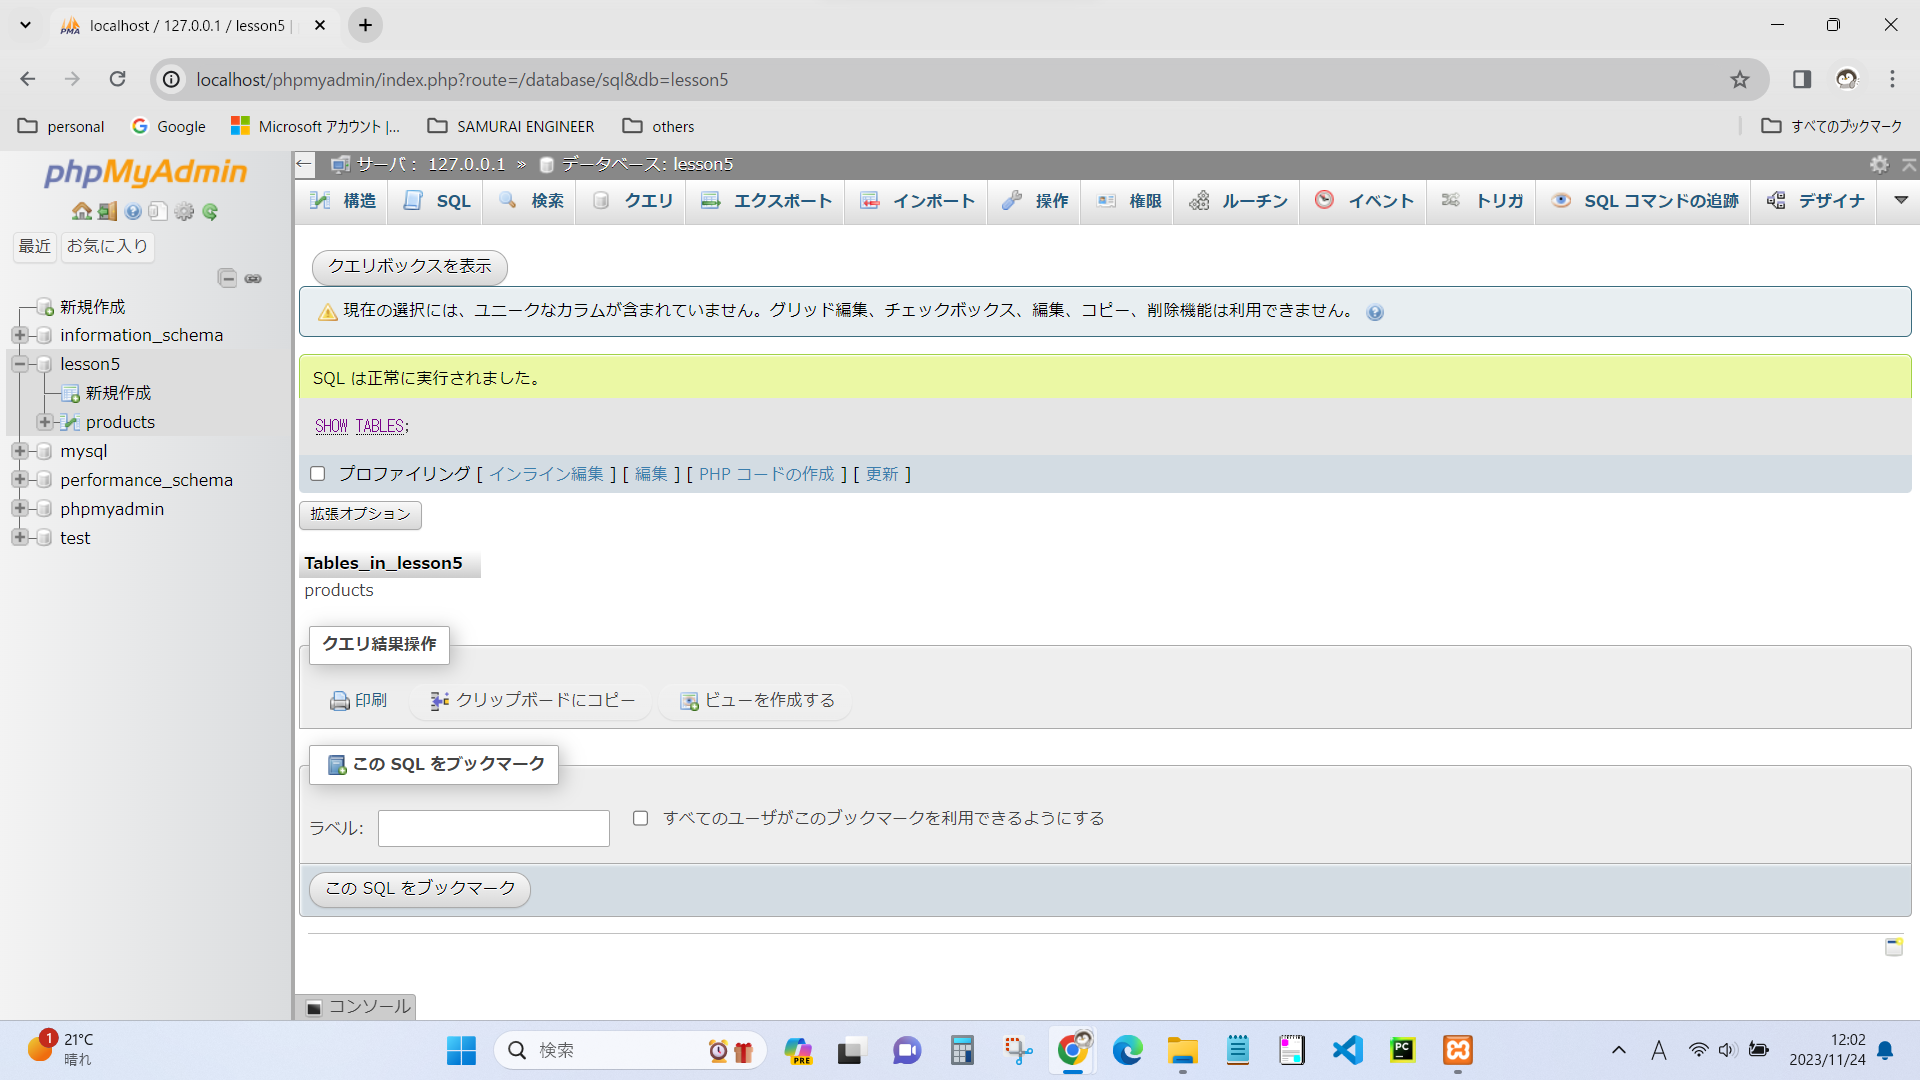 localhost / 127.0.0.1 / lesson5 |
localhost/phpmyadmin/index.php?route=/database/sql&db=lesson5
personal
Google
Microsoft アカウント |...
SAMURAI ENGINEER
others
すべてのブックマーク
phpMyAdmin
最近
お気に入り
新規作成
information_schema
lesson5
新規作成
products
mysql
performance_schema
phpmyadmin
test
サーバ： 127.0.0.1 » データベース: lesson5
構造
SQL
検索
クエリ
エクスポート
インポート
操作
権限
ルーチン
イベント
トリガ
SQL コマンドの追跡
デザイナ
クエリボックスを表示
現在の選択には、ユニークなカラムが含まれていません。グリッド編集、チェックボックス、編集、コピー、削除機能は利用できません。
SQL は正常に実行されました。
SHOW TABLES;
プロファイリング [ インライン編集 ] [ 編集 ] [ PHP コードの作成 ] [ 更新 ]
拡張オプション
Tables_in_lesson5
products
クエリ結果操作
印刷
クリップボードにコピー
ビューを作成する
この SQL をブックマーク
ラベル:
すべてのユーザがこのブックマークを利用できるようにする
この SQL をブックマーク
コンソール
1
21°C
晴れ
検索
PRE
PC
A
12:02
2023/11/24